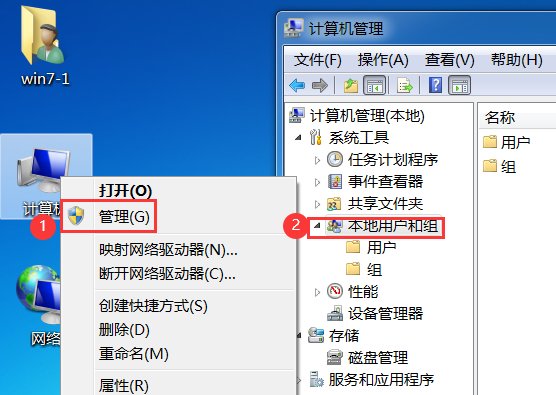 win7-1
计算机
网络
打开(O)
1
管理(G)
映射网络驱动器(N)...
断开网络驱动器(C)...
创建快捷方式(S)
删除(D)
重命名(M)
属性(R)
计算机管理
文件(F) 操作(A) 查看(V) 帮助(H)
计算机管理(本地)
系统工具
任务计划程序
事件查看器
共享文件夹
2
本地用户和组
用户
组
性能
设备管理器
存储
磁盘管理
服务和应用程序
名称
用户
组